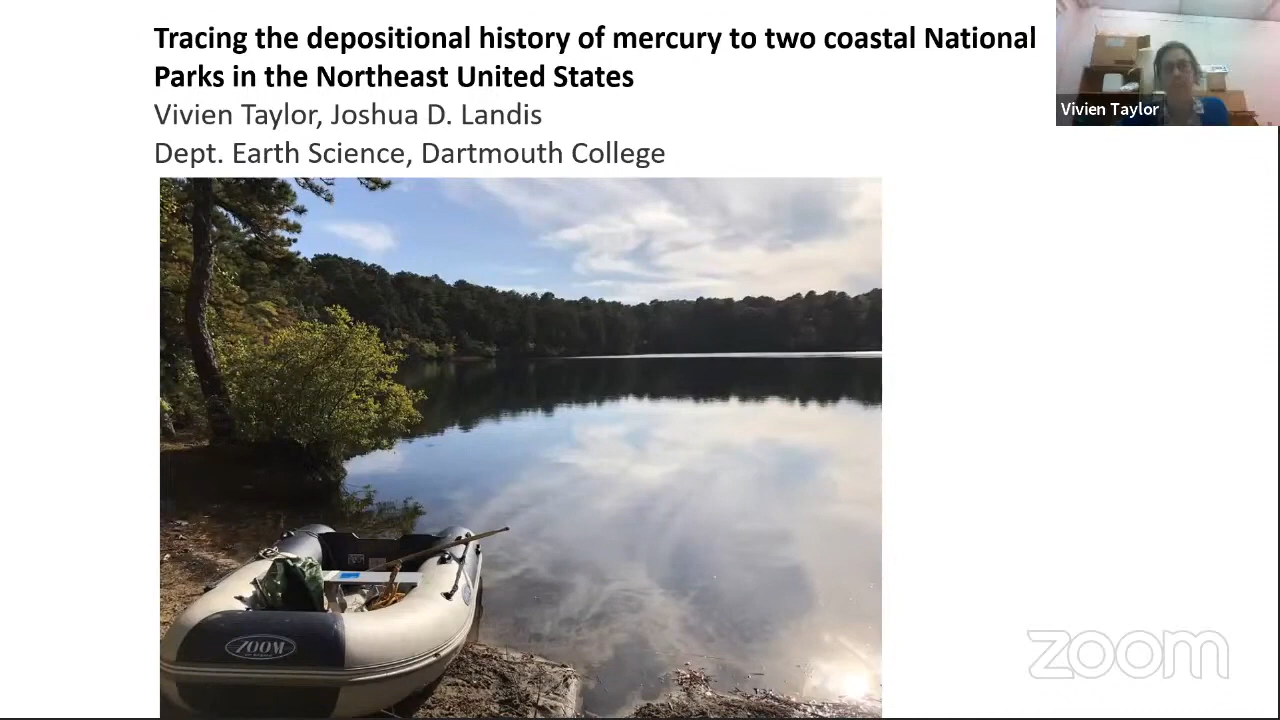 Tracing the depositional history of mercury to two coastal National
Parks in the Northeast United States
Vivien Taylor, Joshua D. Landis
Dept. Earth Science, Dartmouth College
Vivien Taylor
ZOOM
zoom